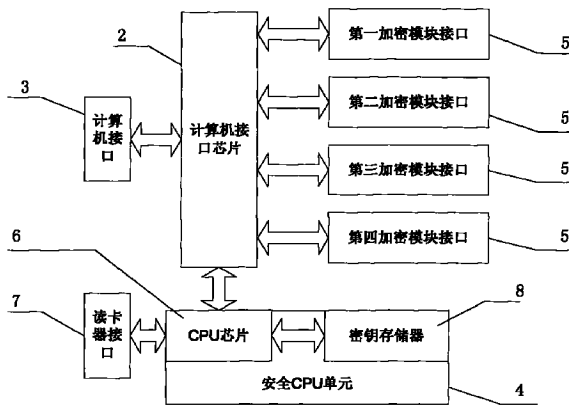 2
第一加密模块接口
5
3
第二加密模块接口
计算
机接
口
计算机接
口芯片
5
第三加密模块接口
5
6
第四加密模块接口
5
7
8
读卡
器接
口
CPU芯片
密钥存储器
安全CPU单元
4